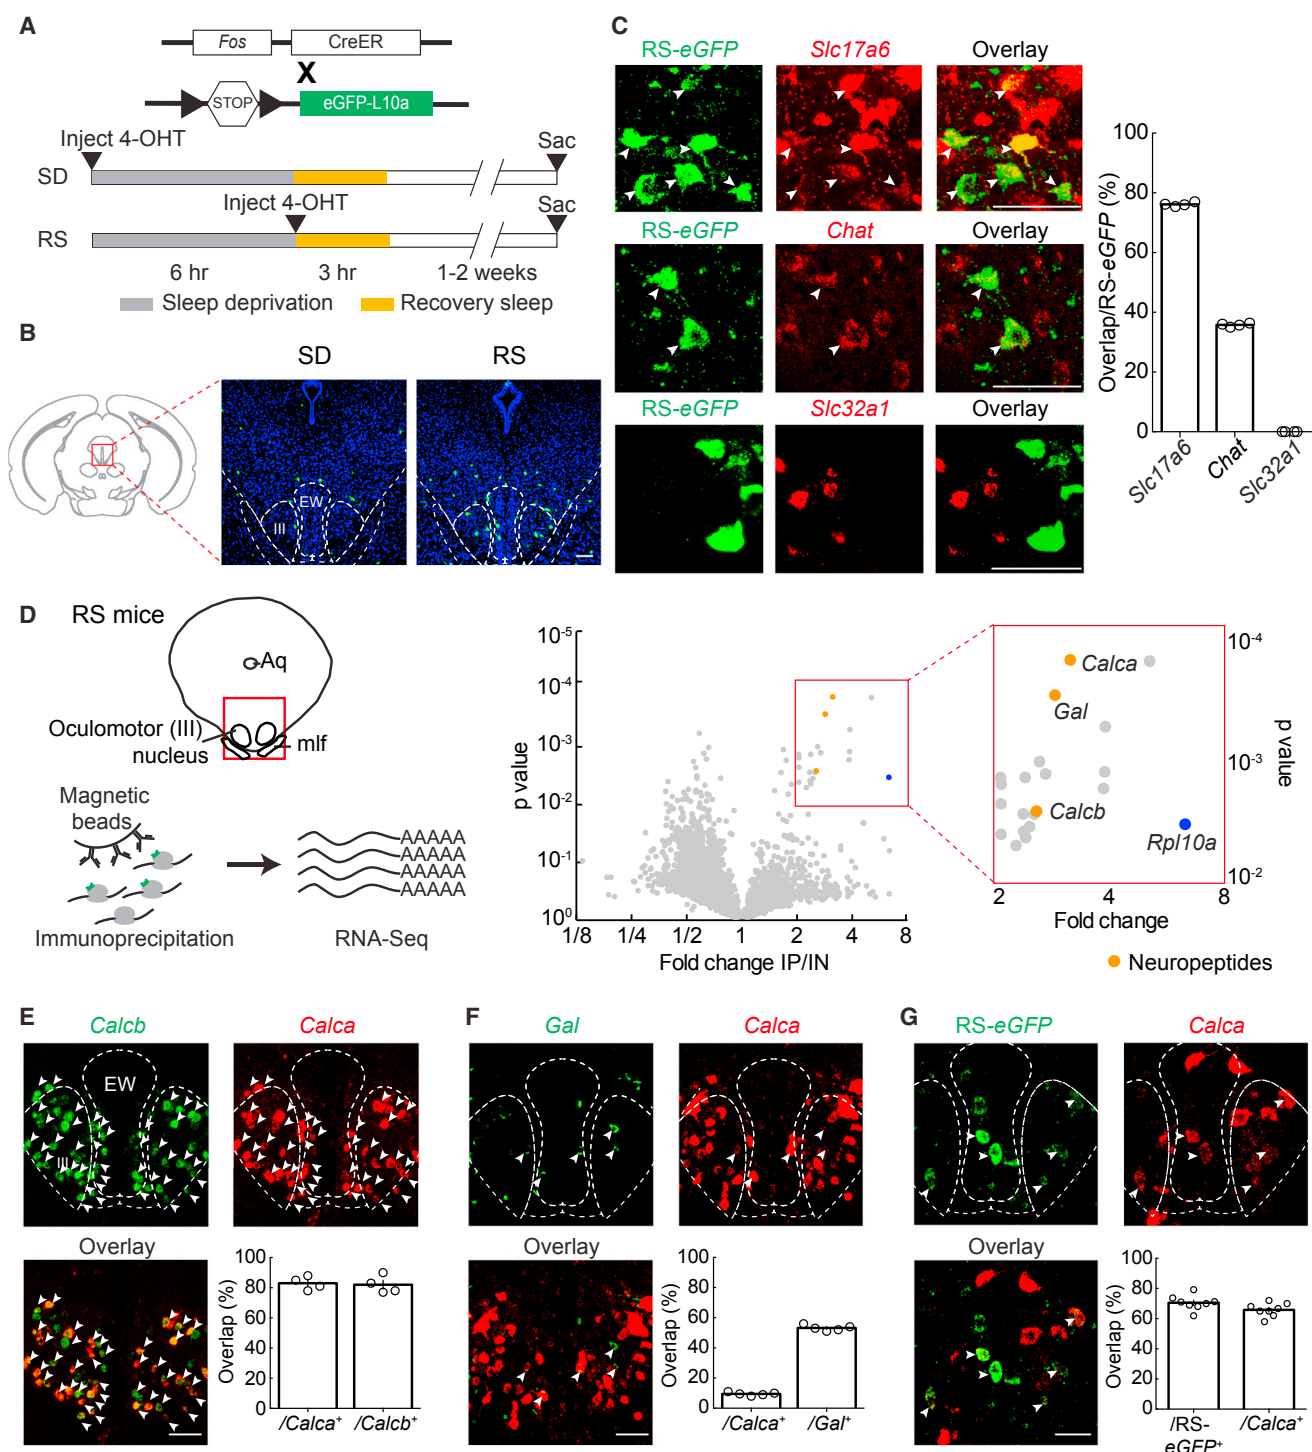 A
Fos
CreER
X
STOP
eGFP-L10a
Inject 4-OHT
Sac
SD
Inject 4-OHT
Sac
RS
6 hr
3 hr
1-2 weeks
Sleep deprivation
Recovery sleep
B
SD
RS
EW
III
C
RS-eGFP
Slc17a6
Overlay
RS-eGFP
Chat
Overlay
RS-eGFP
Slc32a1
Overlay
Overlap/RS-eGFP (%)
100
80
60
40
20
0
Slc17a6
Chat
Slc32a1
D
RS mice
Aq
Oculomotor (III)
nucleus
mlf
Magnetic
beads
AAAAA
AAAAA
AAAAA
AAAAA
Immunoprecipitation
RNA-Seq
p value
10-5
10-4
10-3
10-2
10-1
100
1/8
1/4
1/2
1
2
4
8
Fold change IP/IN
Calca
Gal
Calcb
Rpl10a
10-4
10-3
10-2
p value
2
4
8
Fold change
Neuropeptides
E
Calcb
Calca
EW
III
Overlay
Overlap (%)
100
80
60
40
20
0
/Calca+
/Calcb+
F
Gal
Calca
Overlay
Overlap (%)
100
80
60
40
20
0
/Calca+
/Gal+
G
RS-eGFP
Calca
Overlay
Overlap (%)
100
80
60
40
20
0
/RS-
eGFP+
/Calca+